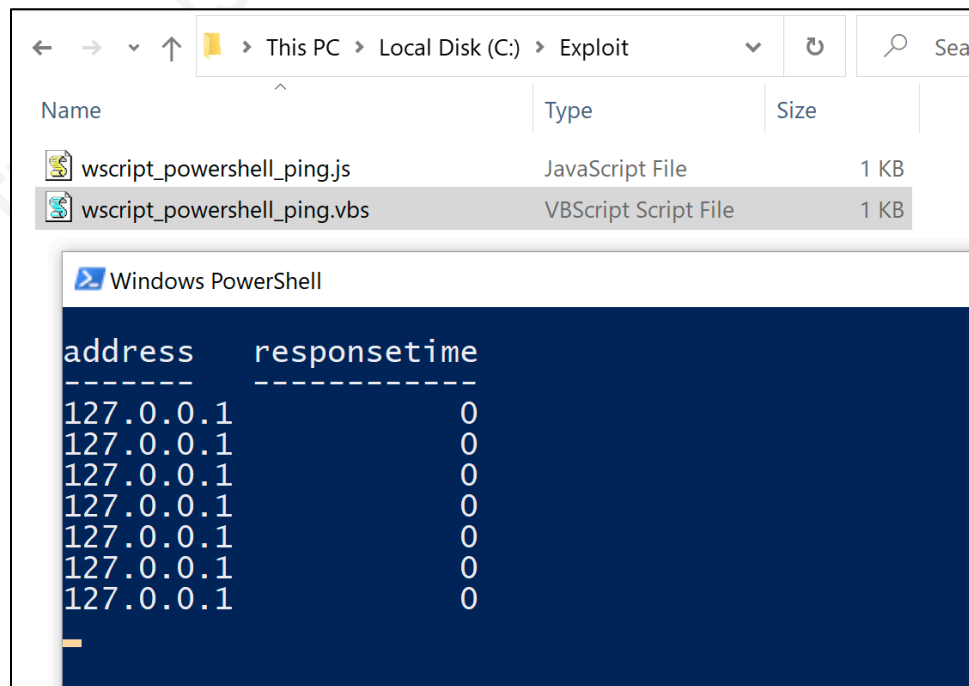 This PC > Local Disk (C:) > Exploit Sea
Name Type Size
wscript_powershell_ping.js JavaScript File 1 KB
wscript_powershell_ping.vbs VBScript Script File 1 KB
Windows PowerShell
address responsetime
------- ------------
127.0.0.1 0
127.0.0.1 0
127.0.0.1 0
127.0.0.1 0
127.0.0.1 0
127.0.0.1 0
127.0.0.1 0